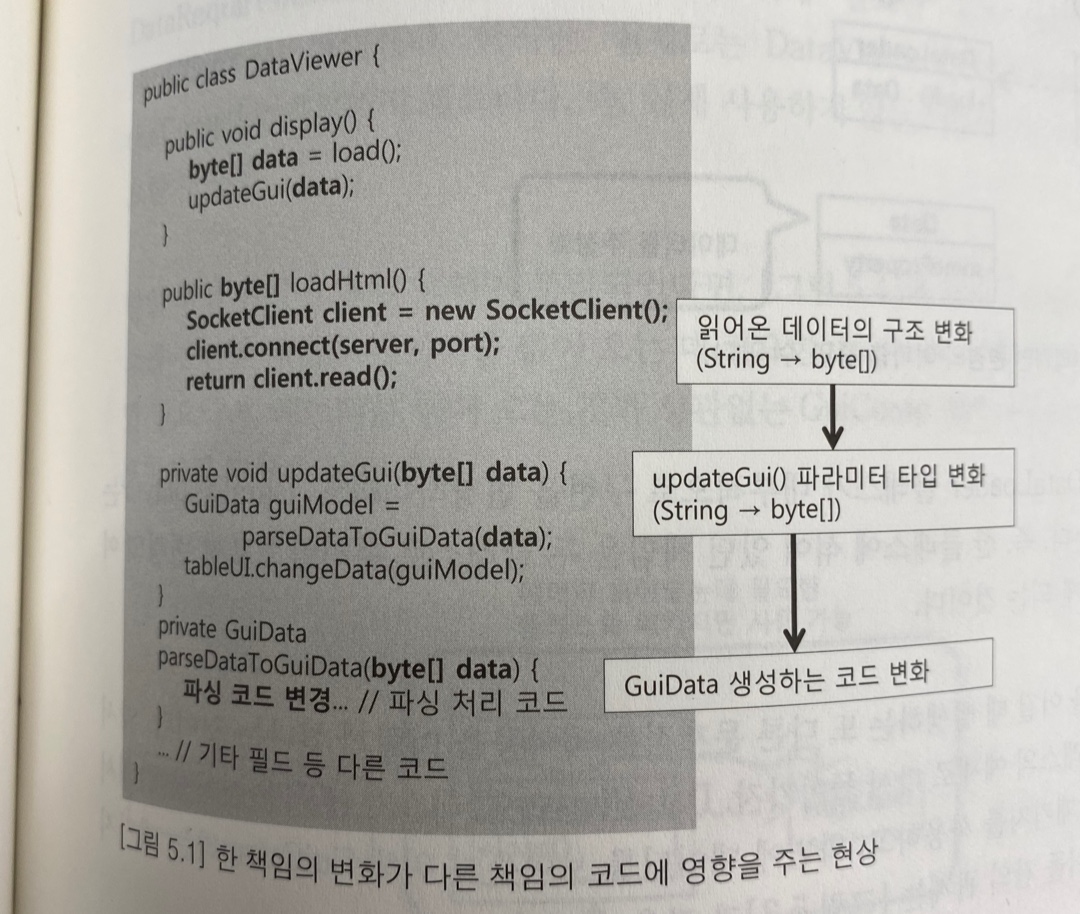 public class DataViewer {
public void display() {
byte[] data = load();
updateGui(data);
}
public byte[] loadHtml() {
SocketClient client = new SocketClient();
client.connect(server, port);
return client.read();
}
private void updateGui(byte[] data) {
GuiData guiModel =
parseDataToGuiData(data);
tableUI.changeData(guiModel);
}
private GuiData
parseDataToGuiData(byte[] data) {
파싱 코드 변경... // 파싱 처리 코드
}
... // 기타 필드 등 다른 코드
}
읽어온 데이터의 구조 변화
(String → byte[])
updateGui() 파라미터 타입 변화
(String → byte[])
GuiData 생성하는 코드 변화
[그림 5.1] 한 책임의 변화가 다른 책임의 코드에 영향을 주는 현상